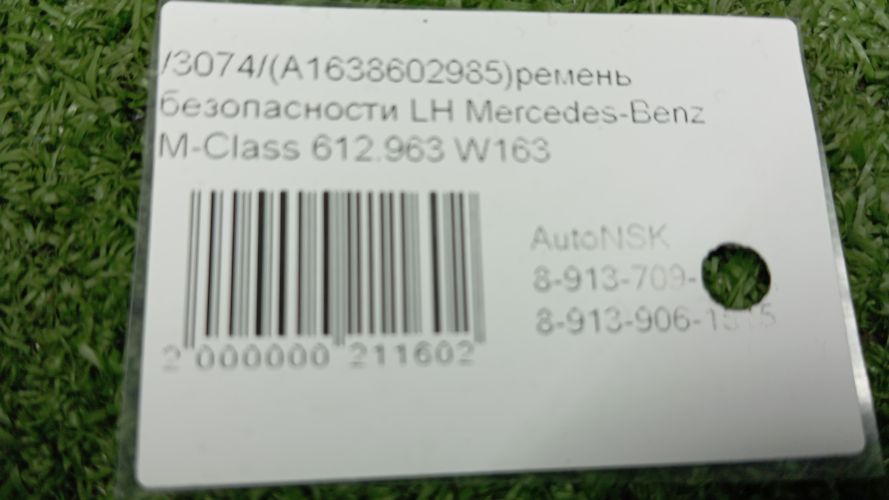 /3074/(A1638602985)ремень
безопасности LH Mercedes-Benz
M-Class 612.963 W163
AutoNSK
8-913-709-
8-913-906-1515
2 000000 211602